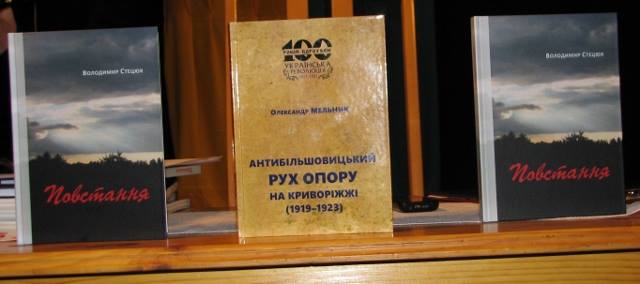 Володимир Стецюк
Повстання
100
УКРАЇНСЬКА
РЕВОЛЮЦІЯ
Олександр МЕЛЬНИК
АНТИБІЛЬШОВИЦЬКИЙ
РУХ ОПОРУ
НА КРИВОРІЖЖІ
(1919–1923)
Володимир Стецюк
Повстання